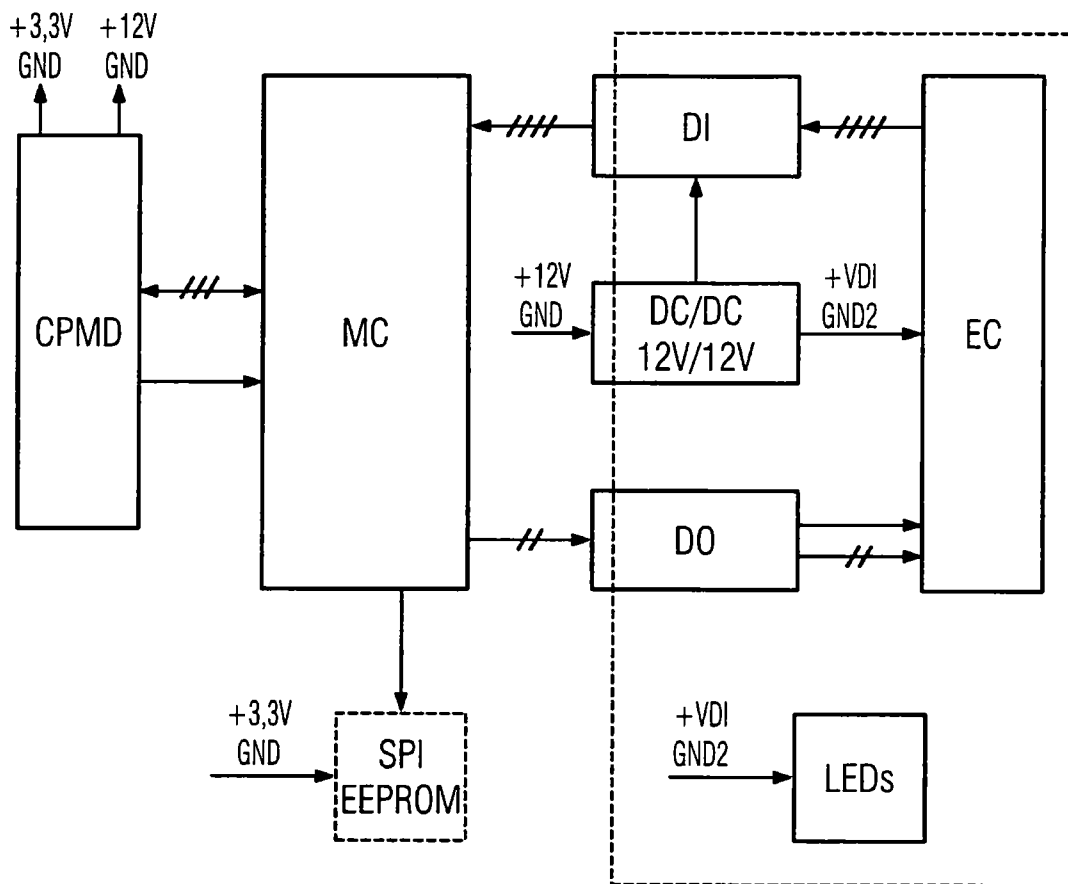 +3,3V
GND
+12V
GND
CPMD
MC
DI
+12V
GND
DC/DC
12V/12V
+VDI
GND2
EC
DO
+3,3V
GND
SPI
EEPROM
+VDI
GND2
LEDs